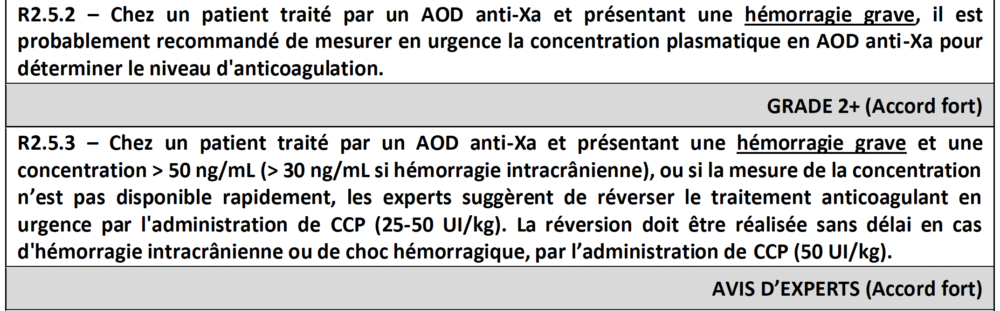 R2.5.2 – Chez un patient traité par un AOD anti-Xa et présentant une hémorragie grave, il est
probablement recommandé de mesurer en urgence la concentration plasmatique en AOD anti-Xa pour
déterminer le niveau d'anticoagulation.
GRADE 2+ (Accord fort)
R2.5.3 – Chez un patient traité par un AOD anti-Xa et présentant une hémorragie grave et une
concentration > 50 ng/mL (> 30 ng/mL si hémorragie intracrânienne), ou si la mesure de la concentration
n’est pas disponible rapidement, les experts suggèrent de réverser le traitement anticoagulant en
urgence par l'administration de CCP (25-50 UI/kg). La réversion doit être réalisée sans délai en cas
d'hémorragie intracrânienne ou de choc hémorragique, par l’administration de CCP (50 UI/kg).
AVIS D’EXPERTS (Accord fort)